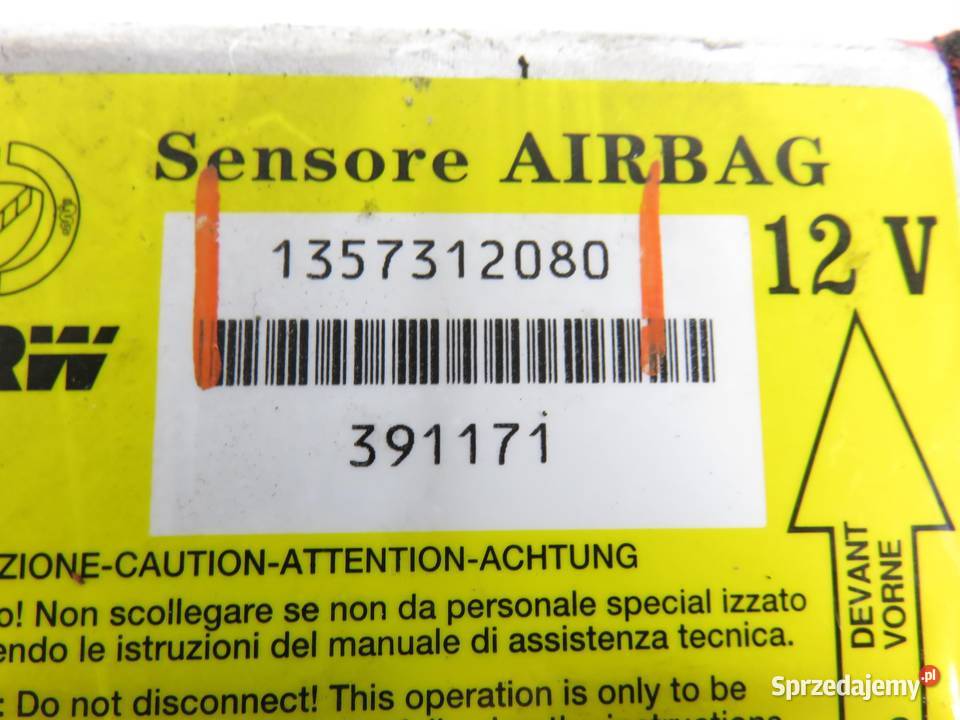 Sensore AIRBAG
1357312080
12 V
RW
391171
ZIONE-CAUTION-ATTENTION-ACHTUNG
o! Non scollegare se non da personale special izzato
endo le istruzioni del manuale di assistenza tecnica.
: Do not disconnect! This operation is only to be
DEVANT
VORNE
Sprzedajemy.pl